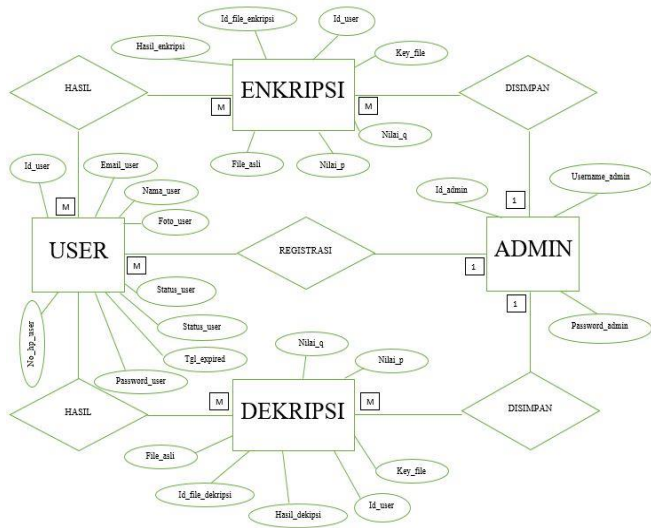 Id_file_enkripsi
Id_user
Hasil_enkripsi
Key_file
HASIL
ENKRIPSI
DISIMPAN
M
M
Nilai_q
File_asli
Nilai_p
Id_user
Email_user
Nama_user
Foto_user
M
USER
M
Status_user
Status_user
Tgl_expired
Password_user
No_hp_user
REGISTRASI
Id_admin
Username_admin
1
ADMIN
1
1
Password_admin
Nilai_q
Nilai_p
HASIL
M
DEKRIPSI
M
DISIMPAN
File_asli
Key_file
Id_file_dekripsi
Id_user
Hasil_dekipsi